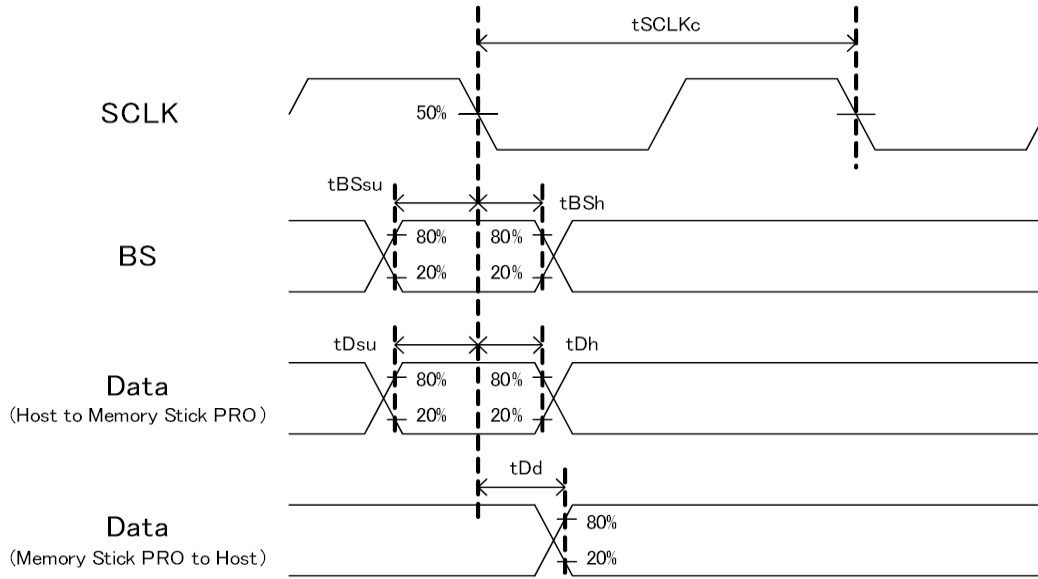 tSCLKc
SCLK
50%
tBSsu
tBSh
BS
80%
80%
20%
20%
tDsu
tDh
Data
(Host to Memory Stick PRO)
80%
80%
20%
20%
tDd
Data
(Memory Stick PRO to Host)
80%
20%